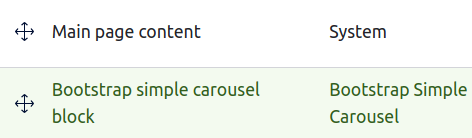 Main page content System
Bootstrap simple carousel Bootstrap Simple
block Carousel